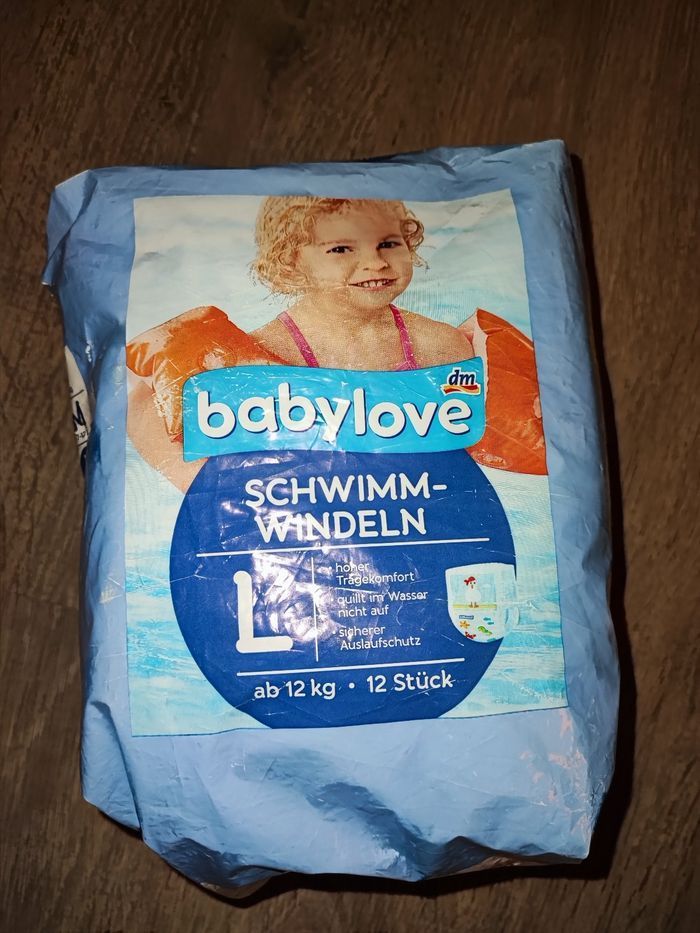 dm
babylove
SCHWIMM-
WINDELN
L
• hoher
Tragekomfort
• quillt im Wasser
nicht auf
• sicherer
Auslaufschutz
ab 12 kg • 12 Stück